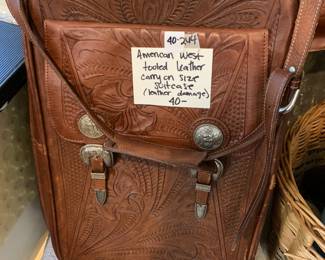 40-244
American West
tooled leather
carry on size
suitcase
(leather damage)
40-